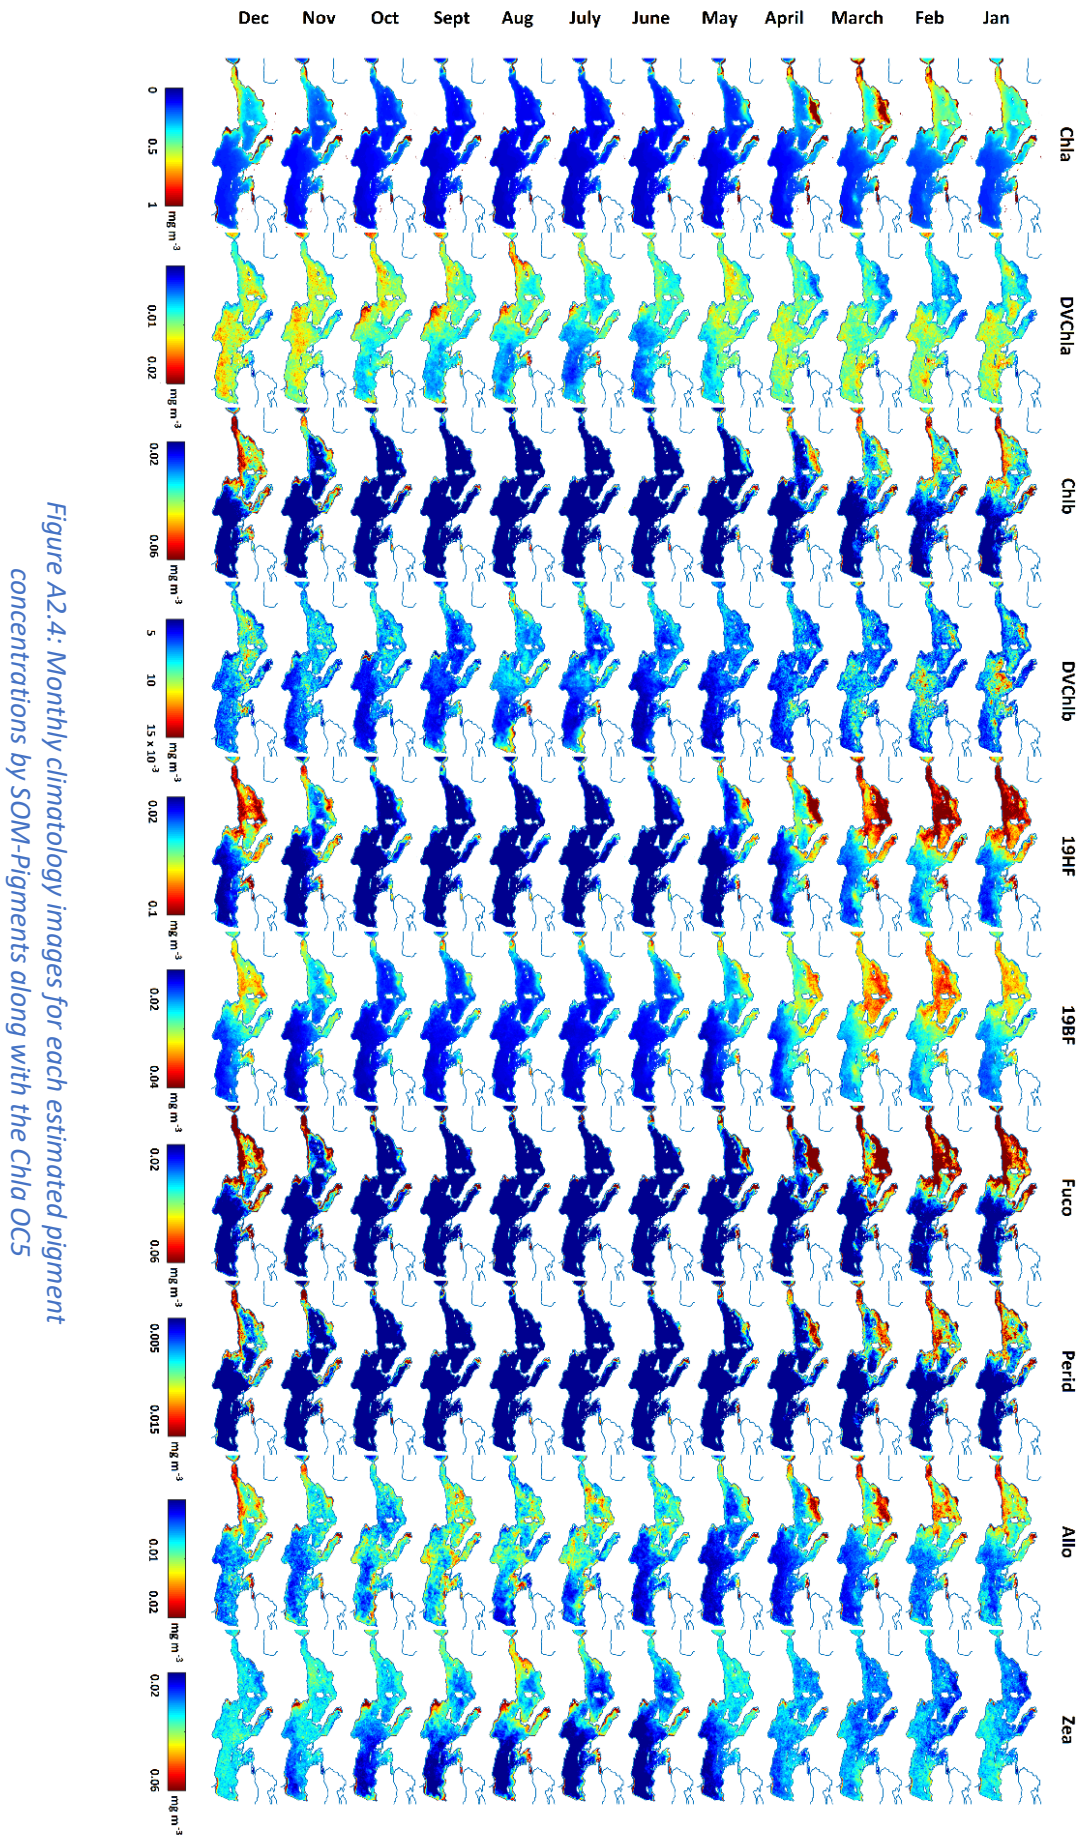 Dec Nov Oct Sept Aug July June May April March Feb Jan
Chla
0 0.5 1 mg m-3
DVChla
0.01 0.02 mg m-3
Chlb
0.02 0.06 mg m-3
DVChlb
5 10 15 x 10-3 mg m-3
19HF
0.02 0.1 mg m-3
19BF
0.02 0.04 mg m-3
Fuco
0.02 0.06 mg m-3
Perid
0.005 0.015 mg m-3
Allo
0.01 0.02 mg m-3
Zea
0.02 0.06 mg m-3
Figure A2.4: Monthly climatology images for each estimated pigment
concentrations by SOM-Pigments along with the Chla OC5